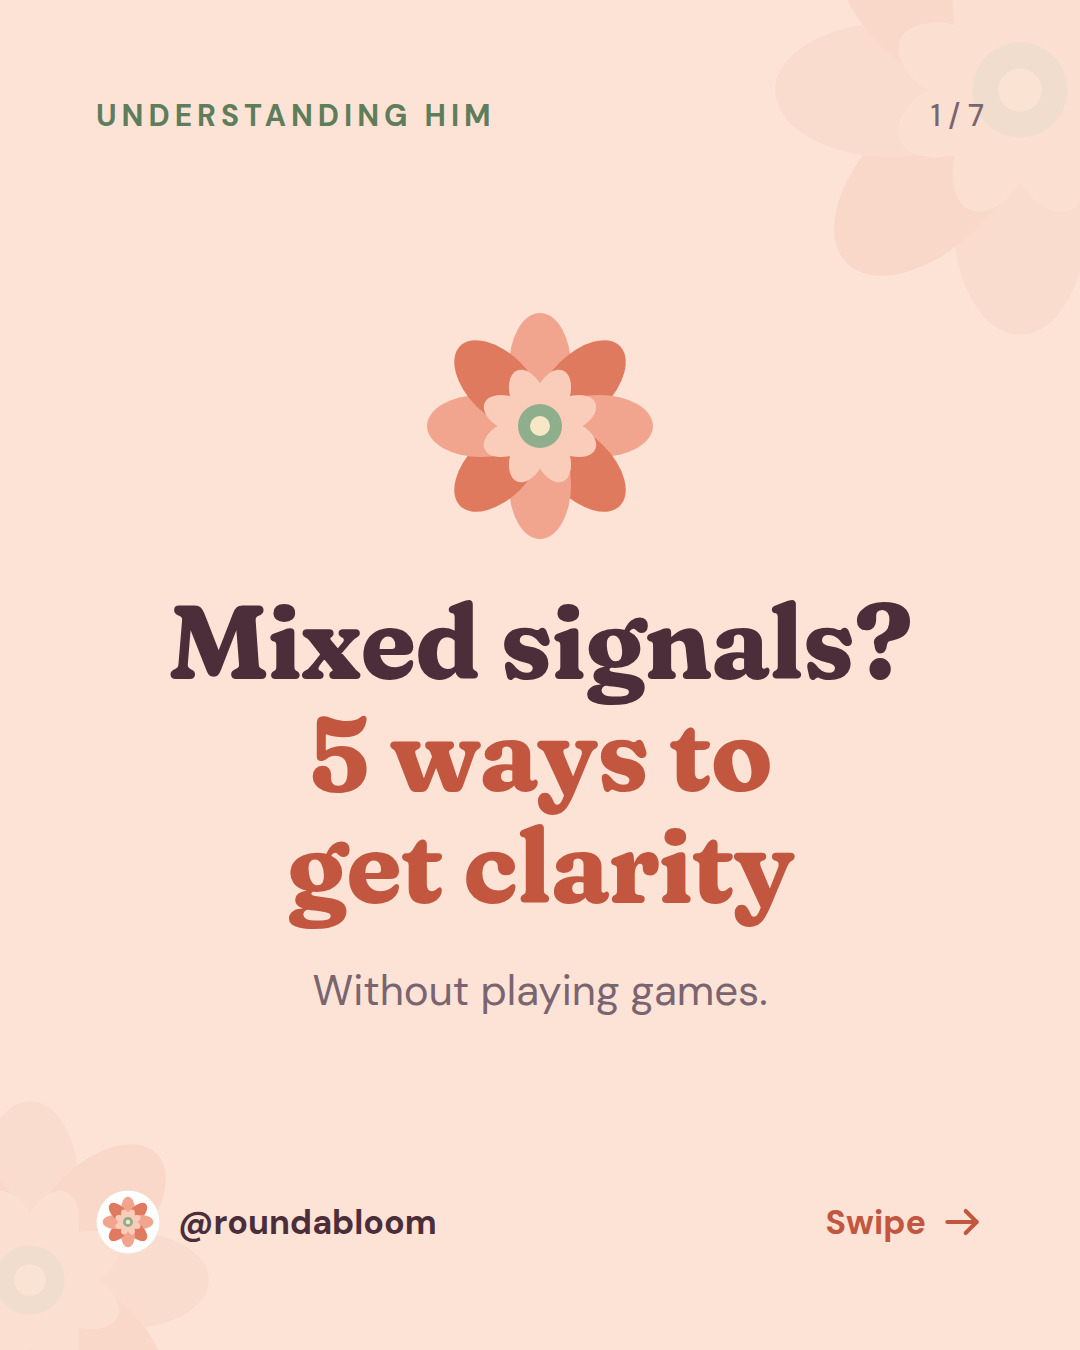 UNDERSTANDING HIM
1 / 7
Mixed signals?
5 ways to
get clarity
Without playing games.
@roundabloom
Swipe →